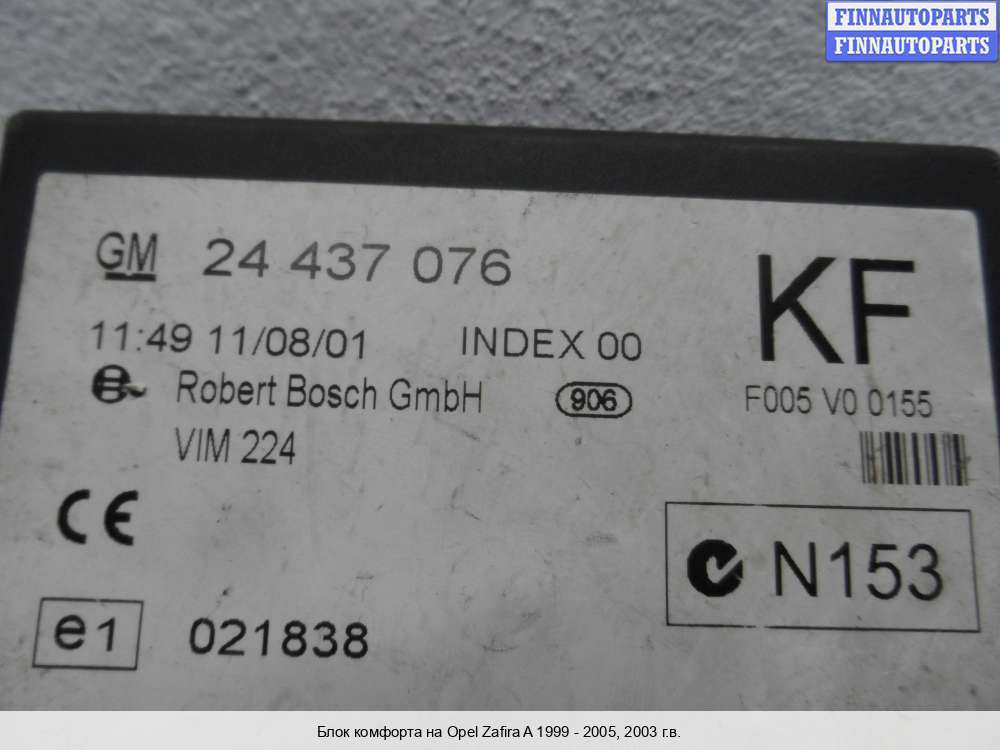 FINNAUTOPARTS
FINNAUTOPARTS
GM 24 437 076
KF
11:49 11/08/01 INDEX 00
Robert Bosch GmbH 906 F005 V0 0155
VIM 224
CE
N153
e1 021838
Блок комфорта на Opel Zafira A 1999 - 2005, 2003 г.в.